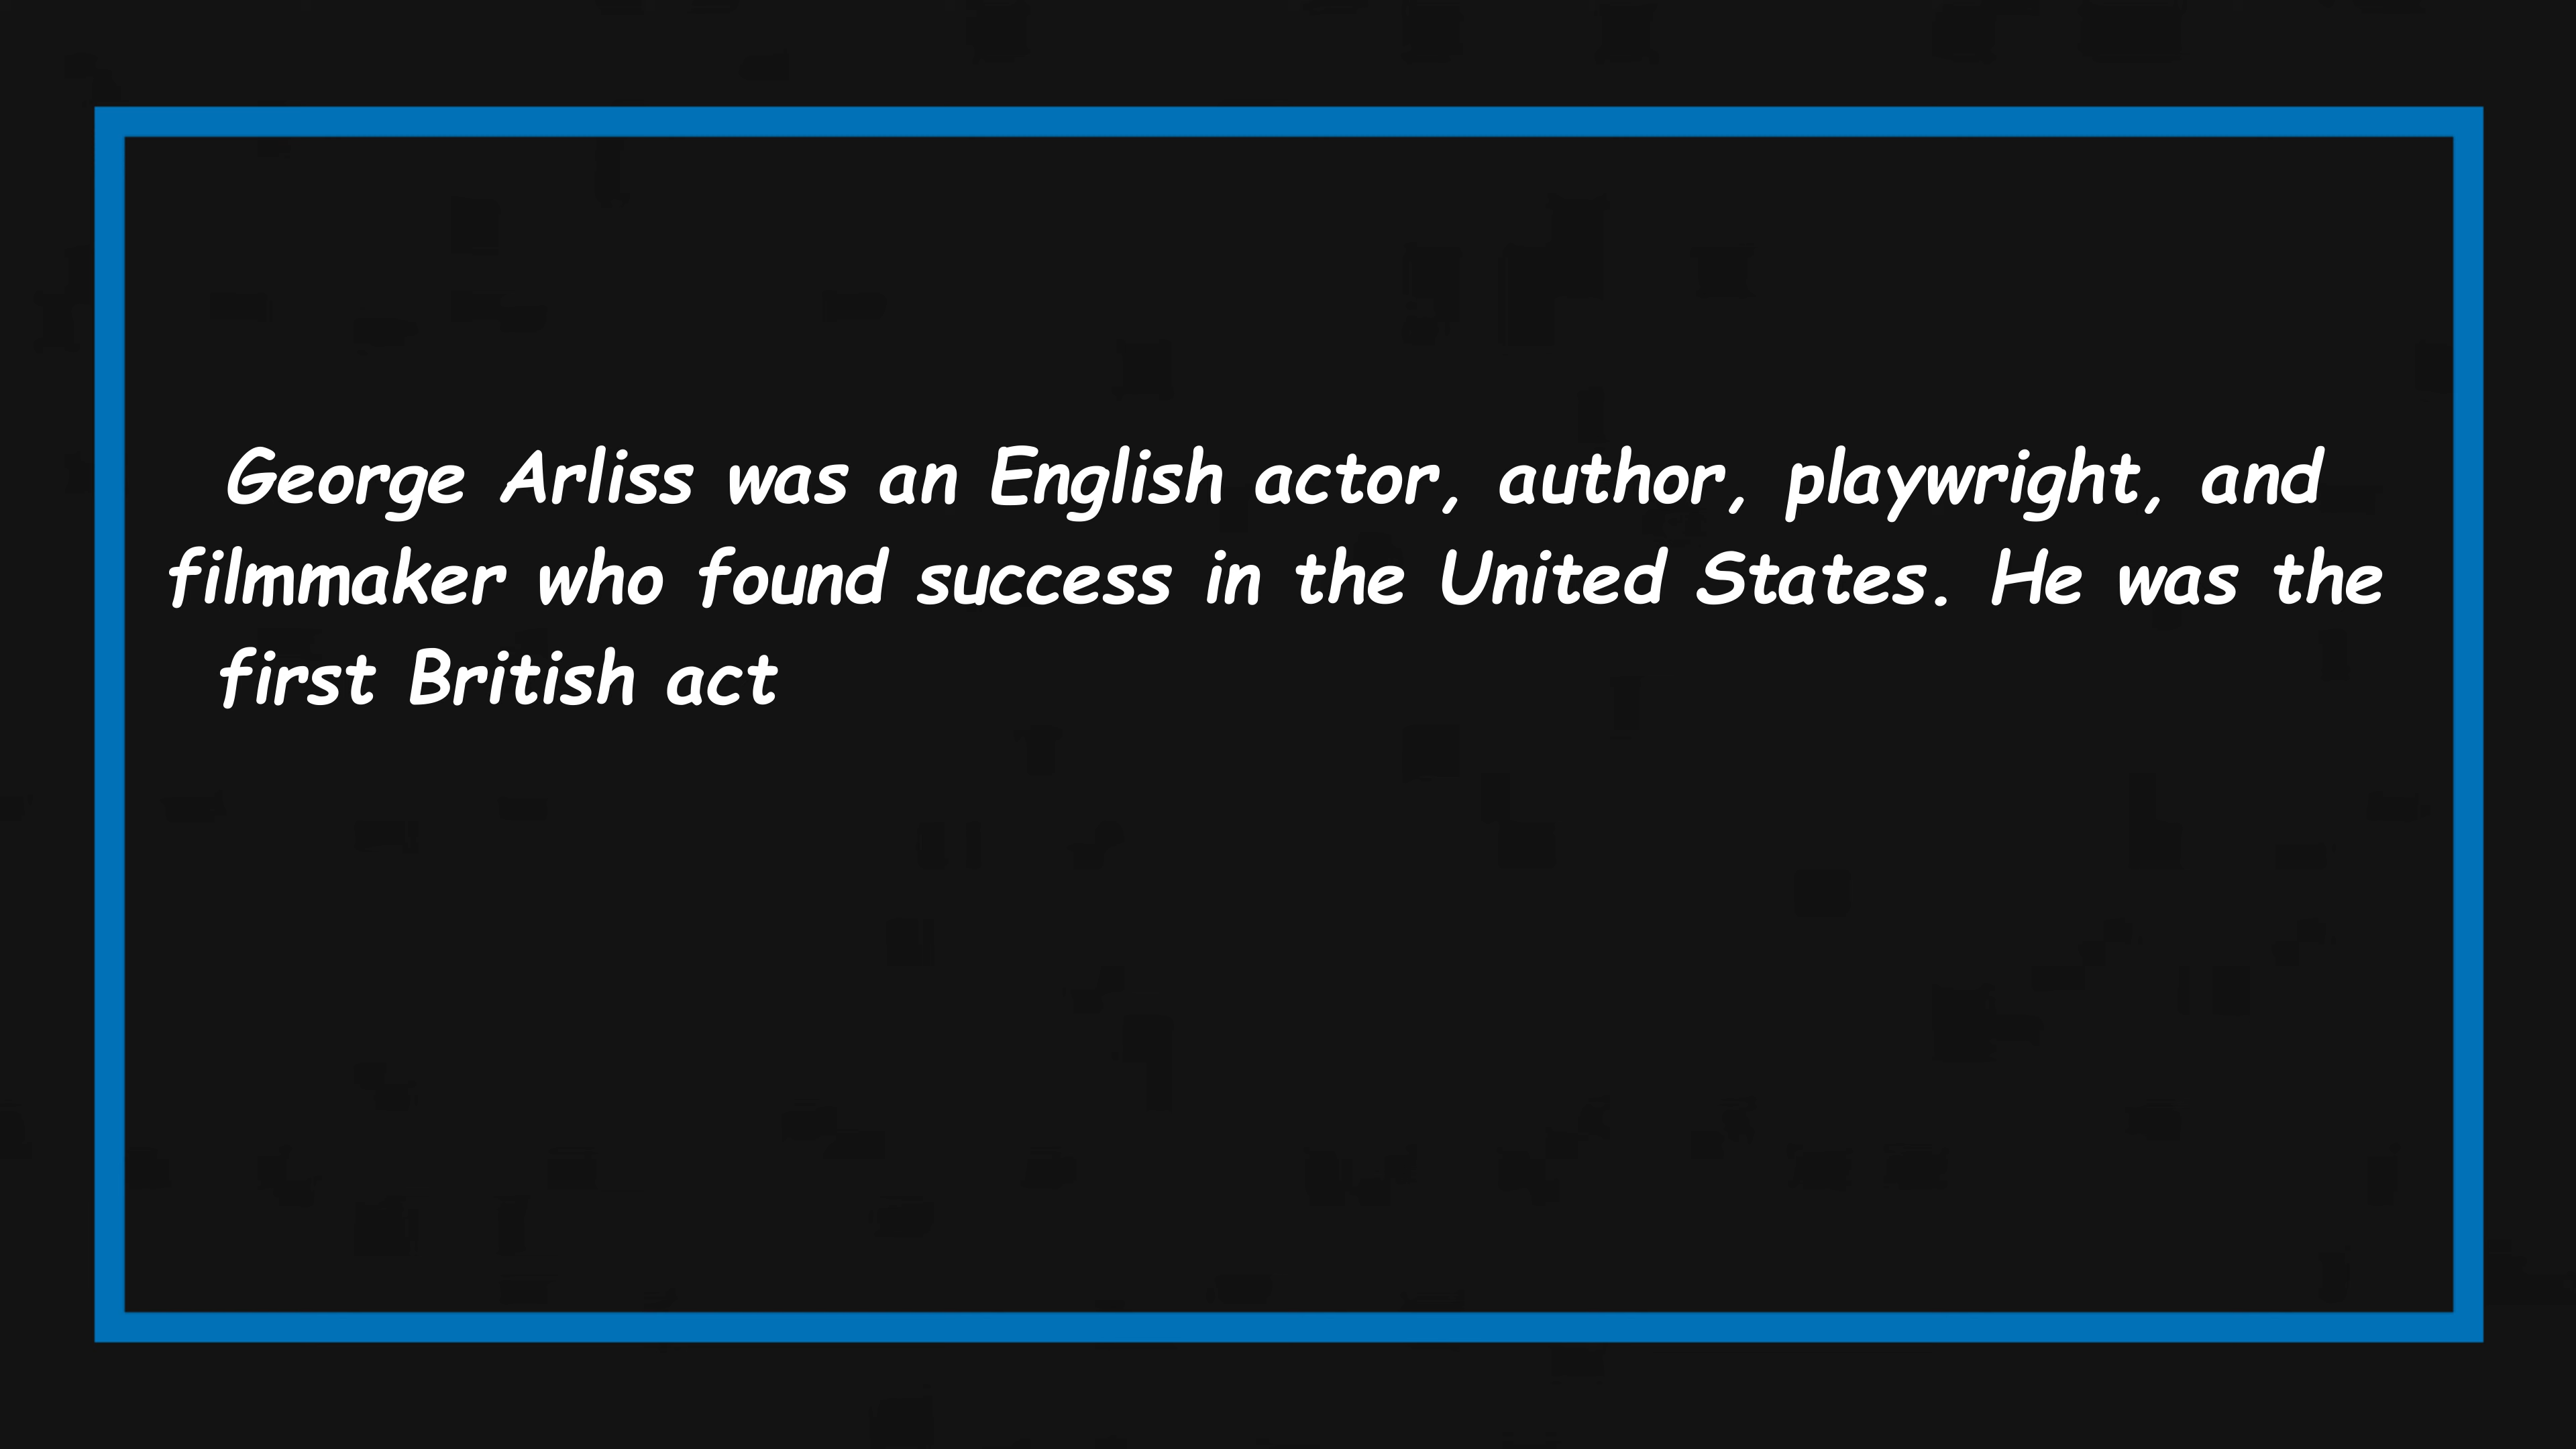 George Arliss was an English actor, author, playwright, and
filmmaker who found success in the United States. He was the
first British act